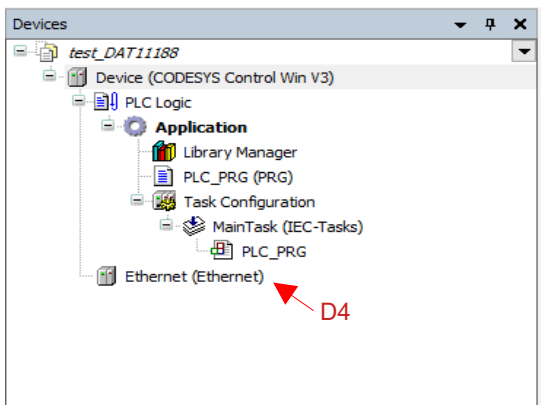 Devices
test_DAT11188
Device (CODESYS Control Win V3)
PLC Logic
Application
Library Manager
PLC_PRG (PRG)
Task Configuration
MainTask (IEC-Tasks)
PLC_PRG
Ethernet (Ethernet)
D4